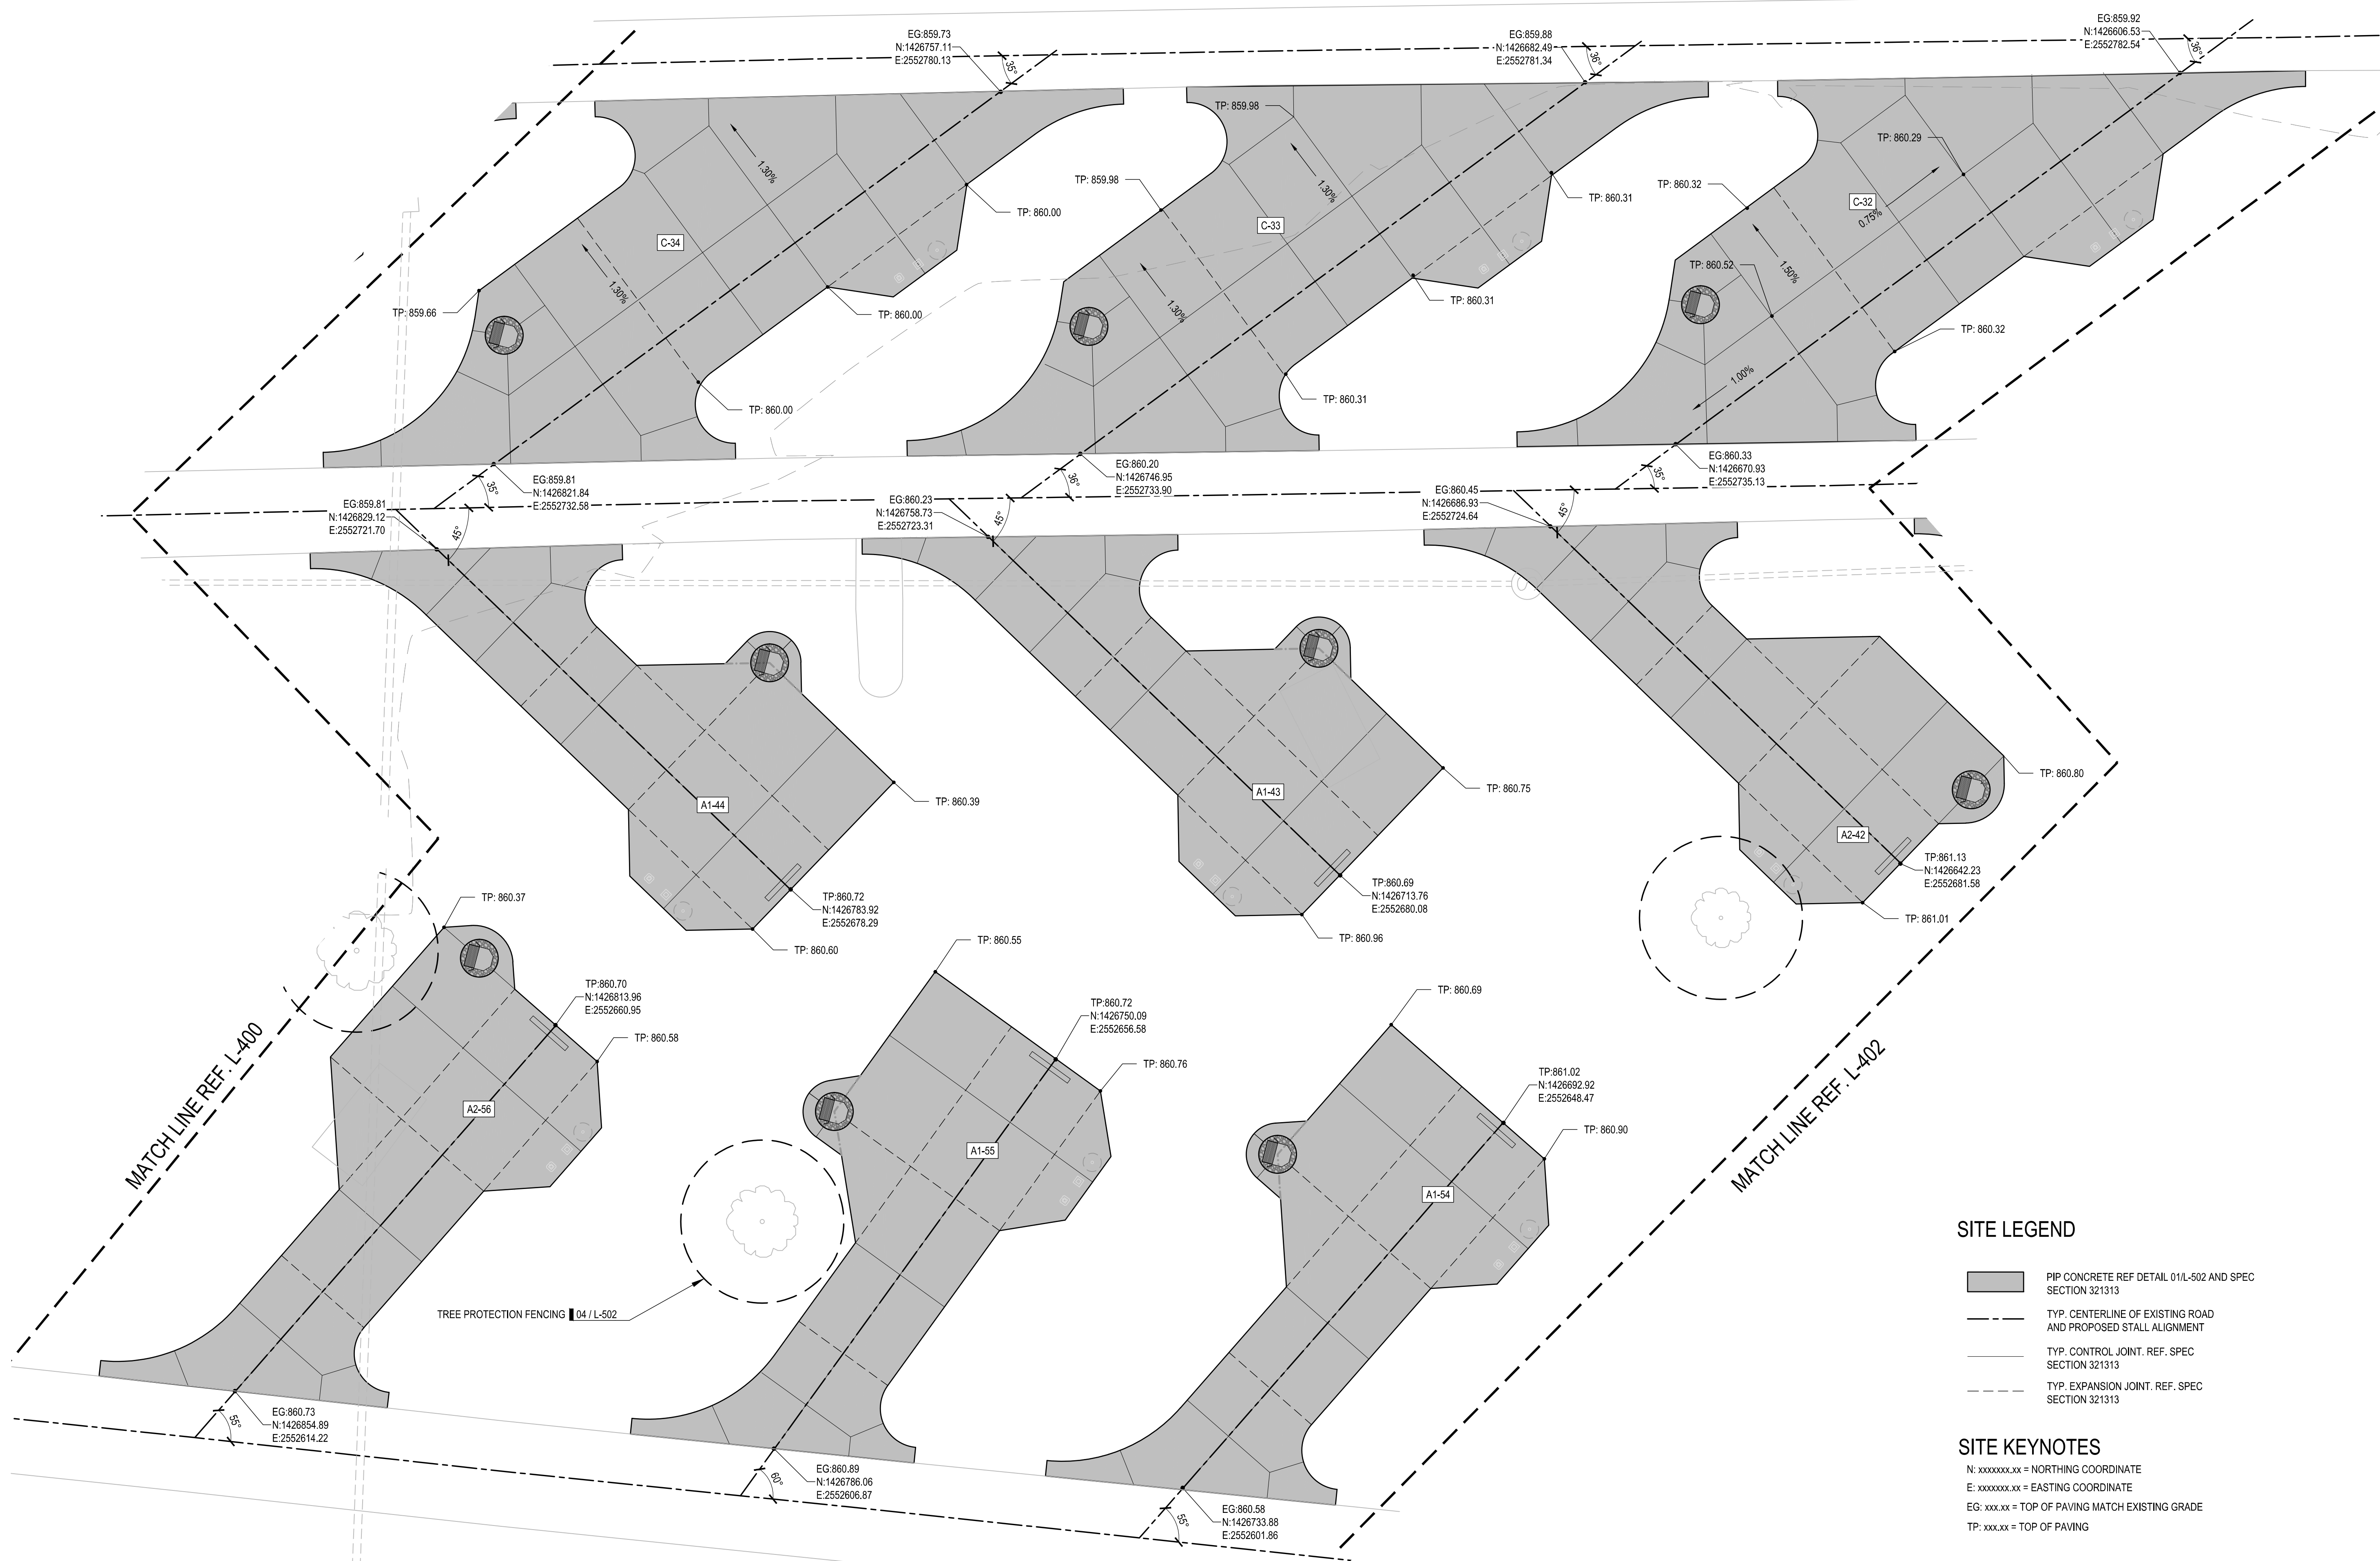 EG:859.73
N:1426757.11
E:2552780.13
35°
EG:859.88
N:1426682.49
E:2552781.34
36°
EG:859.92
N:1426606.53
E:2552782.54
36°
1.30%
C-34
1.30%
TP: 859.66
TP: 860.00
TP: 860.00
TP: 860.00
TP: 859.98
TP: 859.98
1.30%
C-33
1.30%
TP: 860.31
TP: 860.31
TP: 860.31
TP: 860.29
TP: 860.32
C-32
0.75%
1.50%
TP: 860.52
TP: 860.32
1.00%
EG:859.81
N:1426821.84
E:2552732.58
35°
EG:860.20
N:1426746.95
E:2552733.90
36°
EG:860.33
N:1426670.93
E:2552735.13
35°
EG:859.81
N:1426829.12
E:2552721.70
45°
EG:860.23
N:1426758.73
E:2552723.31
45°
EG:860.45
N:1426686.93
E:2552724.64
45°
A1-44
TP: 860.39
TP:860.72
N:1426783.92
E:2552678.29
TP: 860.60
A1-43
TP: 860.75
TP:860.69
N:1426713.76
E:2552680.08
TP: 860.96
A2-42
TP: 860.80
TP:861.13
N:1426642.23
E:2552681.58
TP: 861.01
TP: 860.37
TP:860.70
N:1426813.96
E:2552660.95
TP: 860.58
A2-56
TP: 860.55
TP:860.72
N:1426750.09
E:2552656.58
TP: 860.76
A1-55
TP: 860.69
TP:861.02
N:1426692.92
E:2552648.47
TP: 860.90
A1-54
MATCH LINE REF. L-400
MATCH LINE REF. L-402
TREE PROTECTION FENCING 04 / L-502
EG:860.73
N:1426854.89
E:2552614.22
55°
EG:860.89
N:1426786.06
E:2552606.87
60°
EG:860.58
N:1426733.88
E:2552601.86
55°
SITE LEGEND
PIP CONCRETE REF DETAIL 01/L-502 AND SPEC
SECTION 321313
TYP. CENTERLINE OF EXISTING ROAD
AND PROPOSED STALL ALIGNMENT
TYP. CONTROL JOINT. REF. SPEC
SECTION 321313
TYP. EXPANSION JOINT. REF. SPEC
SECTION 321313
SITE KEYNOTES
N: xxxxxxx.xx = NORTHING COORDINATE
E: xxxxxxx.xx = EASTING COORDINATE
EG: xxx.xx = TOP OF PAVING MATCH EXISTING GRADE
TP: xxx.xx = TOP OF PAVING